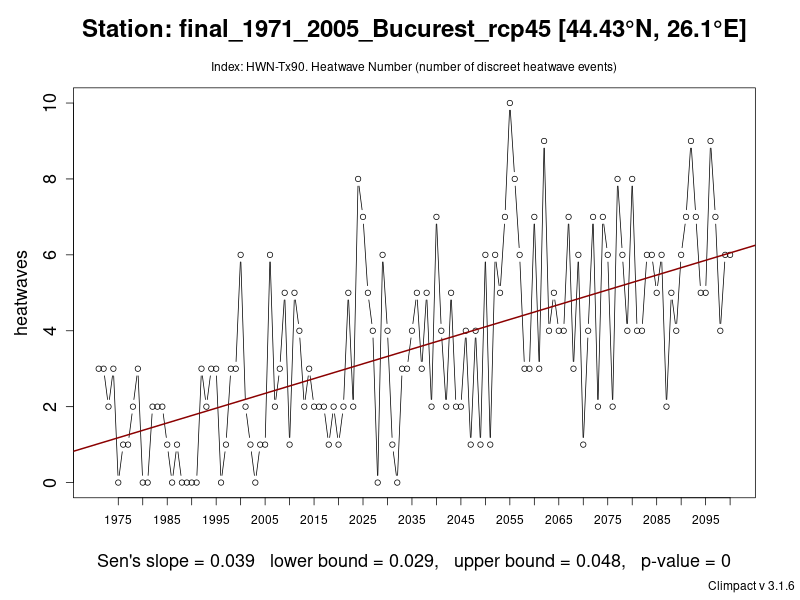 Station: final_1971_2005_Bucurest_rcp45 [44.43°N, 26.1°E]
Index: HWN-Tx90. Heatwave Number (number of discreet heatwave events)
10
8
6
4
2
0
heatwaves
1975 1985 1995 2005 2015 2025 2035 2045 2055 2065 2075 2085 2095
Sen's slope = 0.039 lower bound = 0.029, upper bound = 0.048, p-value = 0
Climpact v 3.1.6